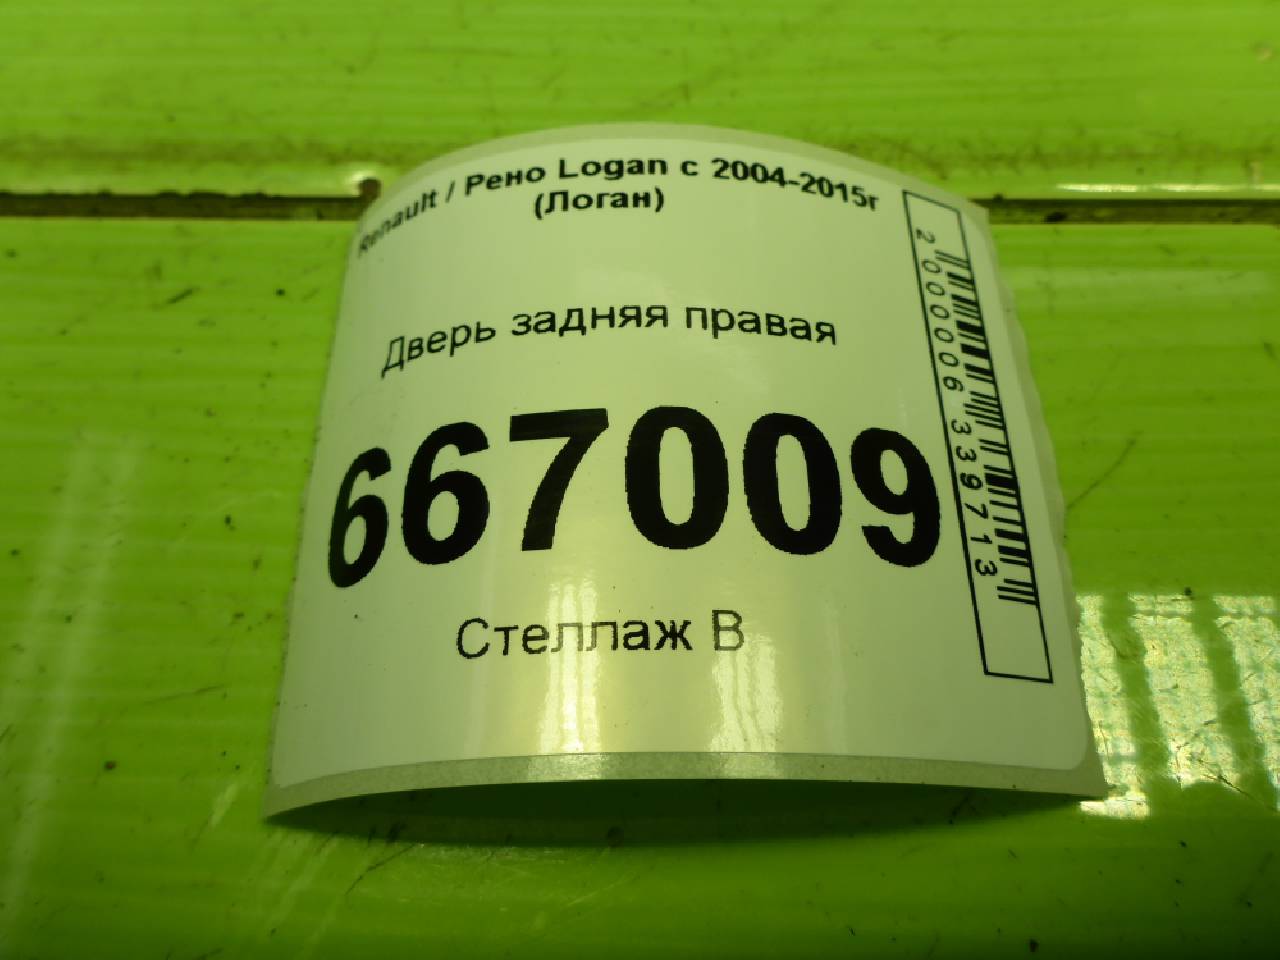 Renault / Рено Logan с 2004-2015г
(Логан)
Дверь задняя правая
667009
Стеллаж В
2000006339713